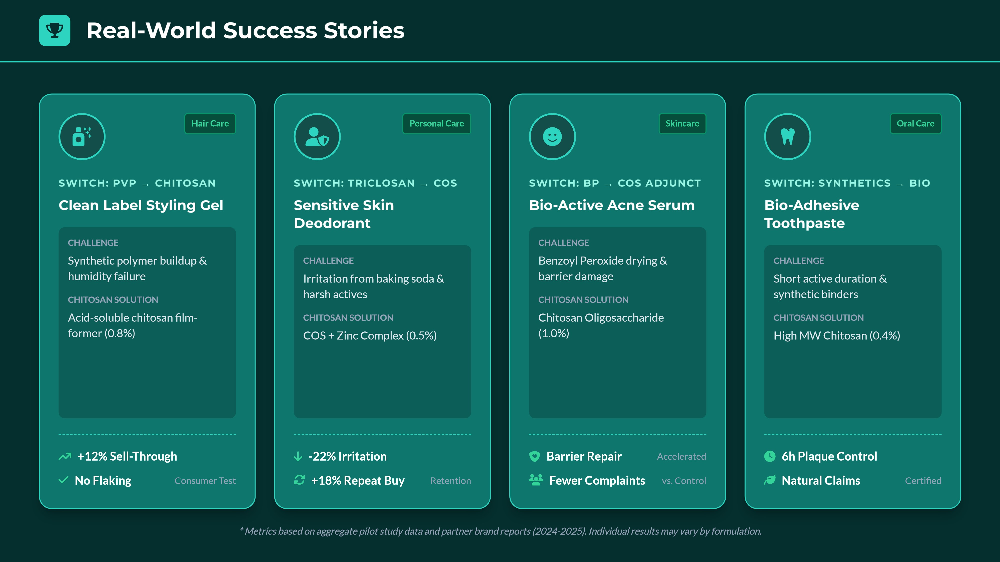 Real-World Success Stories
Hair Care
SWITCH: PVP → CHITOSAN
Clean Label Styling Gel
CHALLENGE
Synthetic polymer buildup &
humidity failure
CHITOSAN SOLUTION
Acid-soluble chitosan film-
former (0.8%)
+12% Sell-Through
No Flaking Consumer Test
Personal Care
SWITCH: TRICLOSAN → COS
Sensitive Skin
Deodorant
CHALLENGE
Irritation from baking soda &
harsh actives
CHITOSAN SOLUTION
COS + Zinc Complex (0.5%)
-22% Irritation
+18% Repeat Buy Retention
Skincare
SWITCH: BP → COS ADJUNCT
Bio-Active Acne Serum
CHALLENGE
Benzoyl Peroxide drying &
barrier damage
CHITOSAN SOLUTION
Chitosan Oligosaccharide
(1.0%)
Barrier Repair Accelerated
Fewer Complaints vs. Control
Oral Care
SWITCH: SYNTHETICS → BIO
Bio-Adhesive
Toothpaste
CHALLENGE
Short active duration &
synthetic binders
CHITOSAN SOLUTION
High MW Chitosan (0.4%)
6h Plaque Control
Natural Claims Certified
* Metrics based on aggregate pilot study data and partner brand reports (2024-2025). Individual results may vary by formulation.